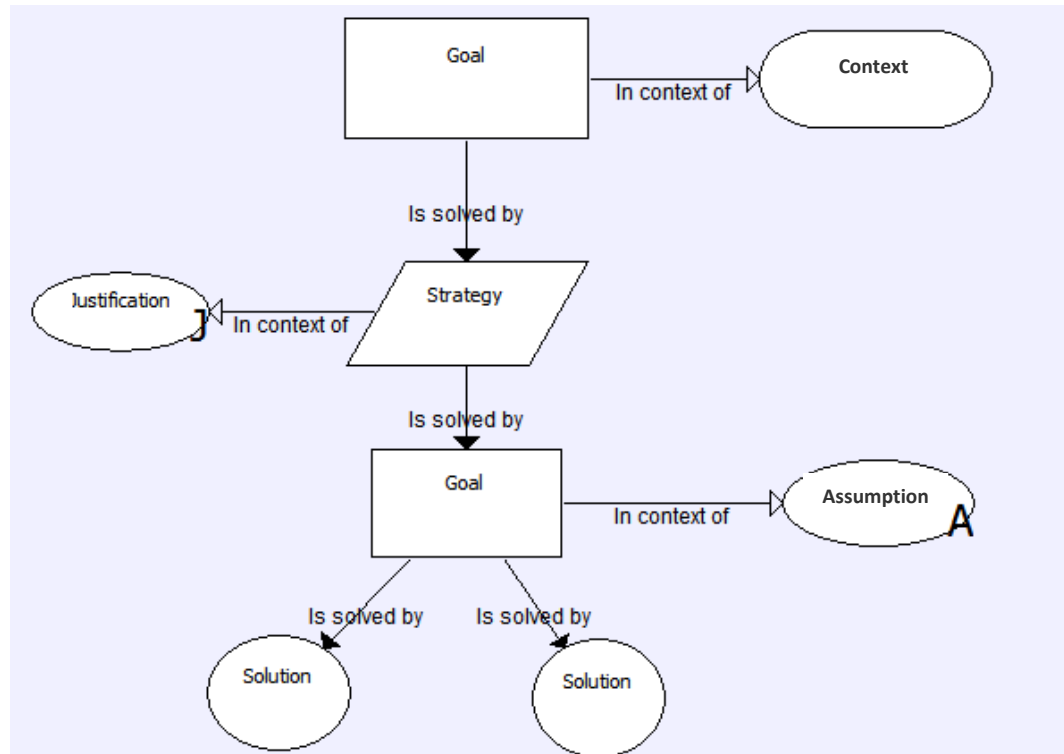 Goal
Context
In context of
Is solved by
Justification
J
In context of
Strategy
Is solved by
Goal
In context of
Assumption
A
Is solved by
Is solved by
Solution
Solution